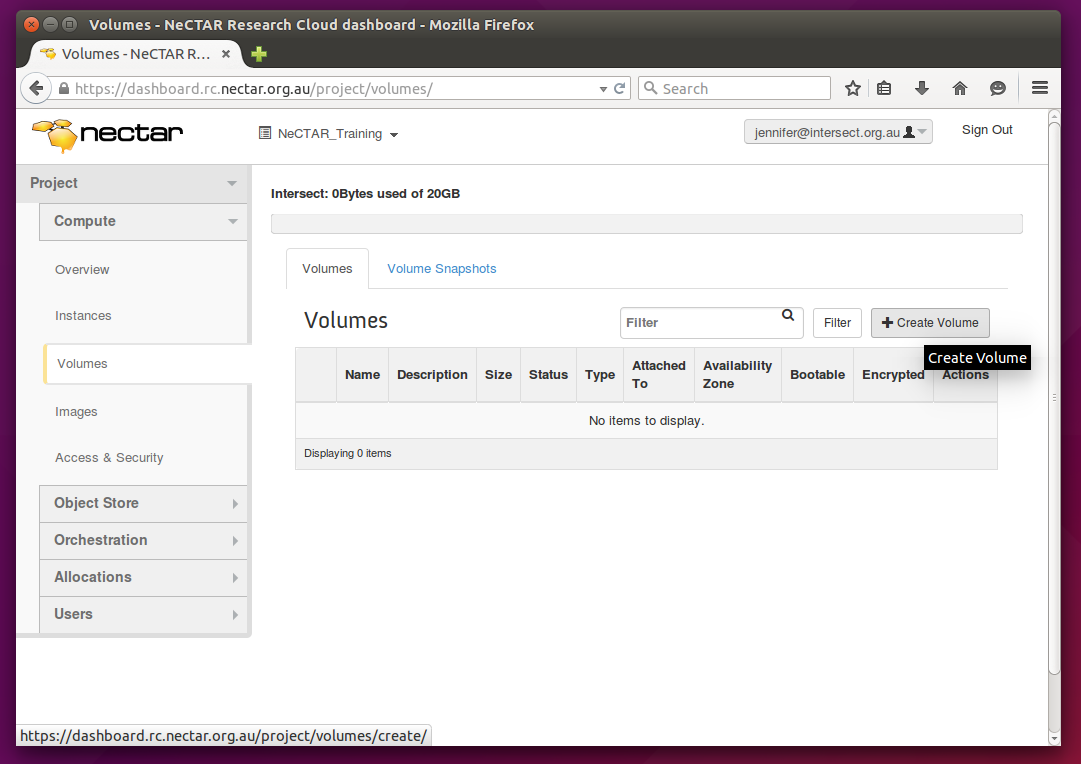 Volumes - NeCTAR Research Cloud dashboard - Mozilla Firefox
Volumes - NeCTAR R...
https://dashboard.rc.nectar.org.au/project/volumes/
Search
nectar
NeCTAR_Training
jennifer@intersect.org.au
Sign Out
Project
Compute
Overview
Instances
Volumes
Images
Access & Security
Object Store
Orchestration
Allocations
Users
Intersect: 0Bytes used of 20GB
Volumes Volume Snapshots
Volumes
Filter Filter Create Volume
Create Volume
Name Description Size Status Type Attached To Availability Zone Bootable Encrypted Actions
No items to display.
Displaying 0 items
https://dashboard.rc.nectar.org.au/project/volumes/create/